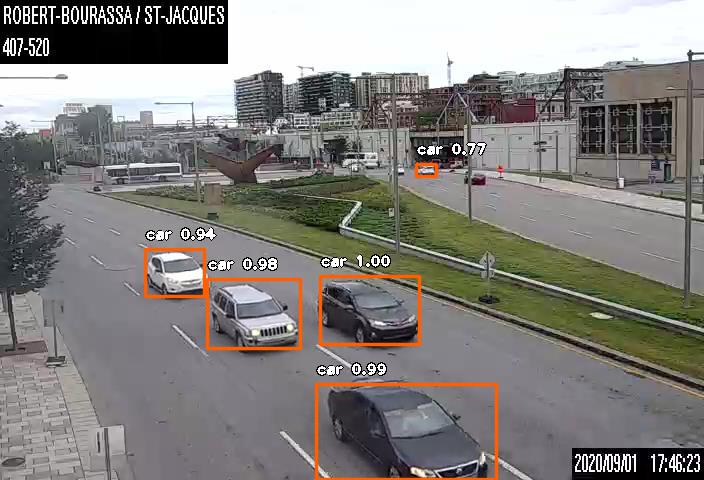 ROBERT-BOURASSA / ST-JACQUES
407-520
car 0.77
car 0.94
car 0.98
car 1.00
car 0.99
2020/09/01 17:46:23